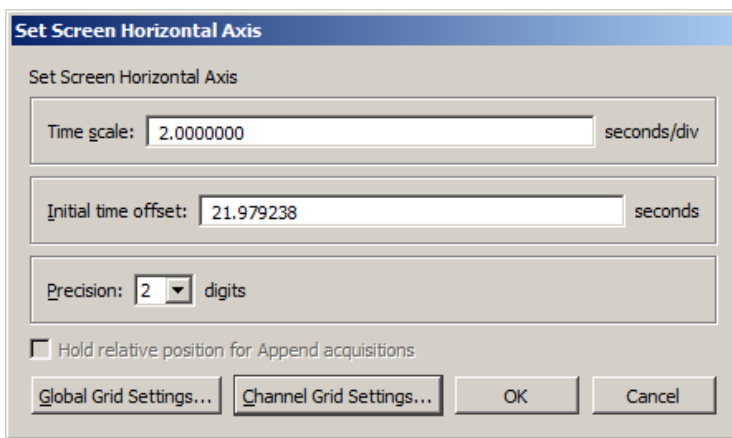 Set Screen Horizontal Axis
Set Screen Horizontal Axis
Time scale: 2.0000000 seconds/div
Initial time offset: 21.979238 seconds
Precision: 2 digits
Hold relative position for Append acquisitions
Global Grid Settings... Channel Grid Settings... OK Cancel